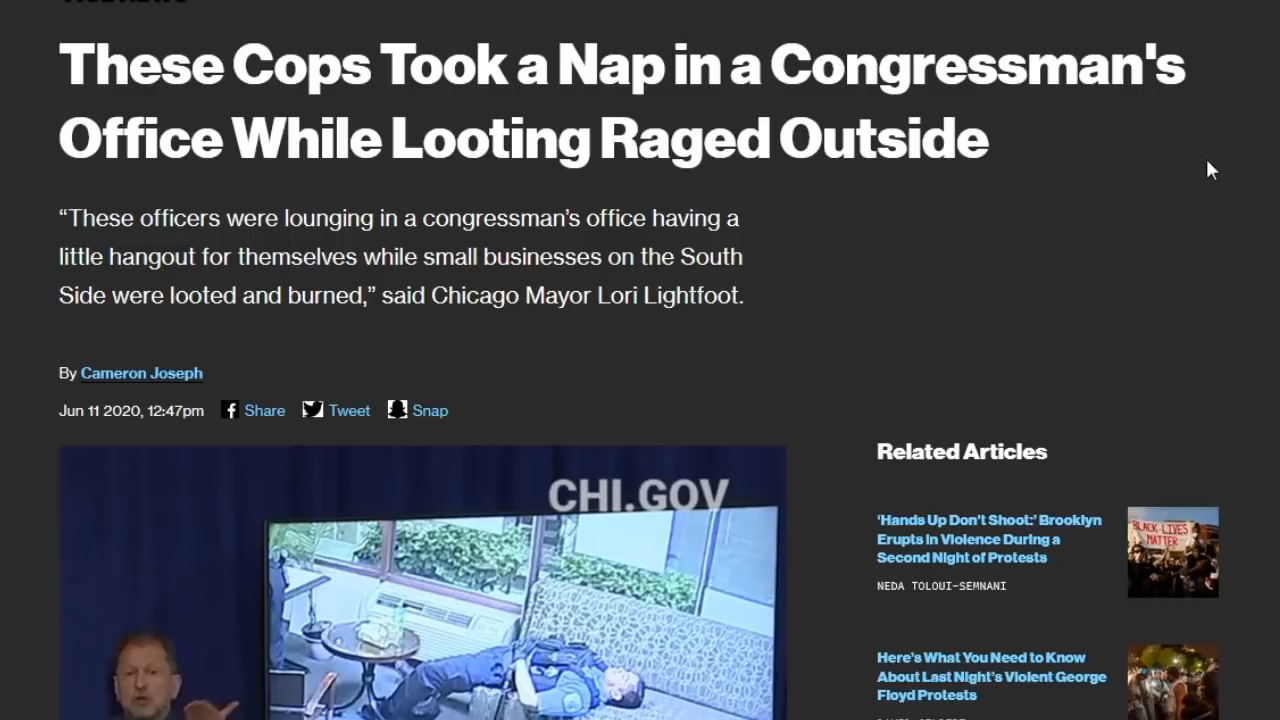 These Cops Took a Nap in a Congressman's
Office While Looting Raged Outside
“These officers were lounging in a congressman’s office having a
little hangout for themselves while small businesses on the South
Side were looted and burned,” said Chicago Mayor Lori Lightfoot.
By Cameron Joseph
Jun 11 2020, 12:47pm Share Tweet Snap
CHI.GOV
Related Articles
‘Hands Up Don’t Shoot:’ Brooklyn
Erupts In Violence During a
Second Night of Protests
NEDA TOLOUI-SEMNANI
BLACK LIVES
MATTER
Here’s What You Need to Know
About Last Night’s Violent George
Floyd Protests